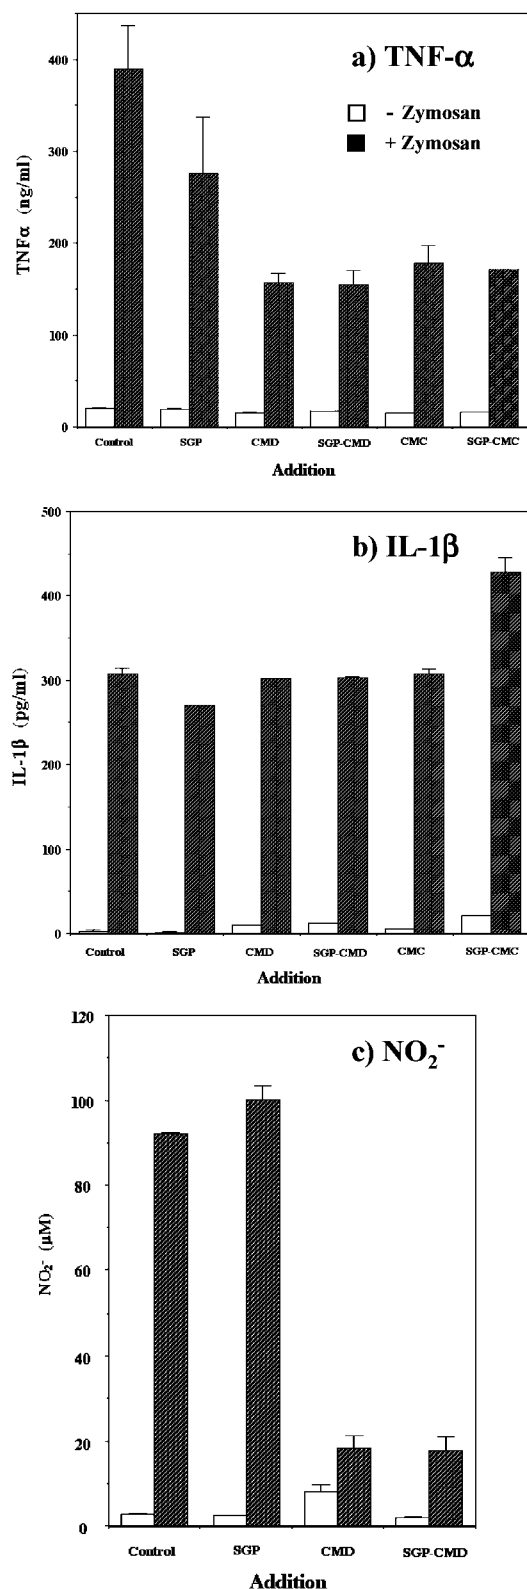 a) TNF-α
- Zymosan
+ Zymosan
TNFα (ng/ml)
400
300
200
100
0
Control SGP CMD SGP-CMD CMC SGP-CMC
Addition
b) IL-1β
IL-1β (pg/ml)
500
400
300
200
100
0
Control SGP CMD SGP-CMD CMC SGP-CMC
Addition
c) NO₂⁻
NO₂⁻ (μM)
120
100
80
60
40
20
0
Control SGP CMD SGP-CMD
Addition